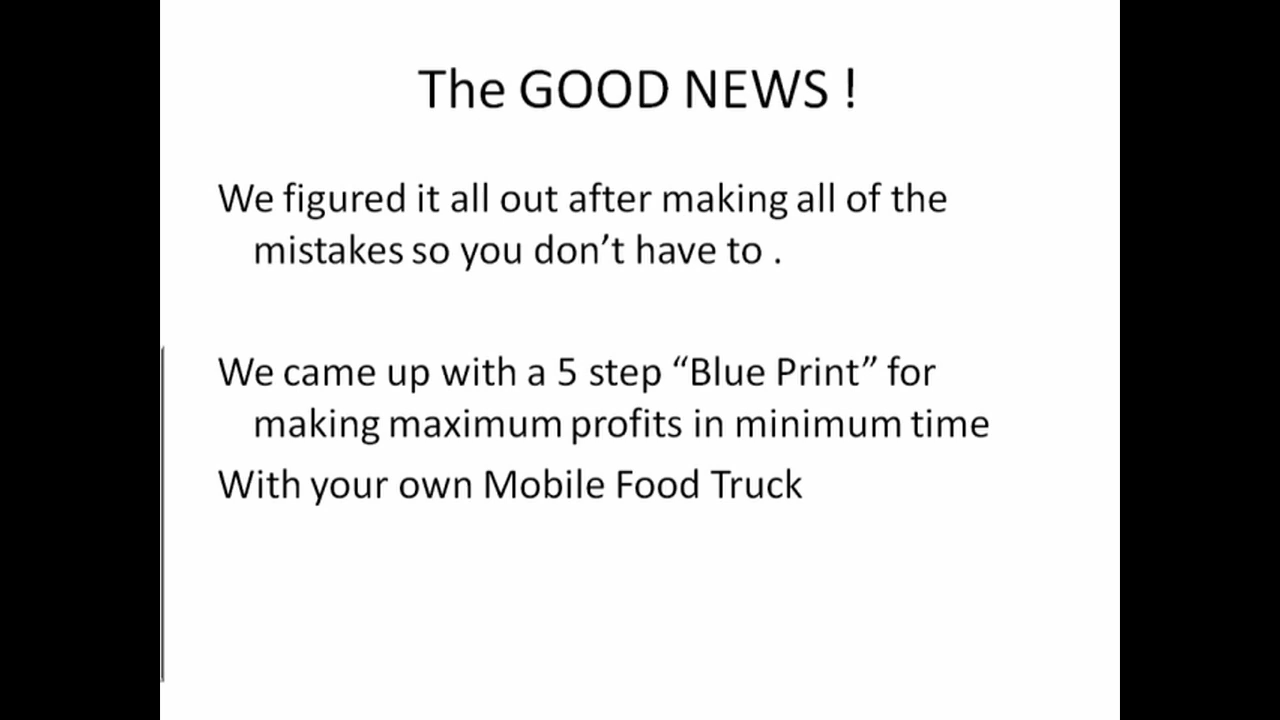 The GOOD NEWS !
We figured it all out after making all of the
mistakes so you don’t have to .
We came up with a 5 step “Blue Print” for
making maximum profits in minimum time
With your own Mobile Food Truck